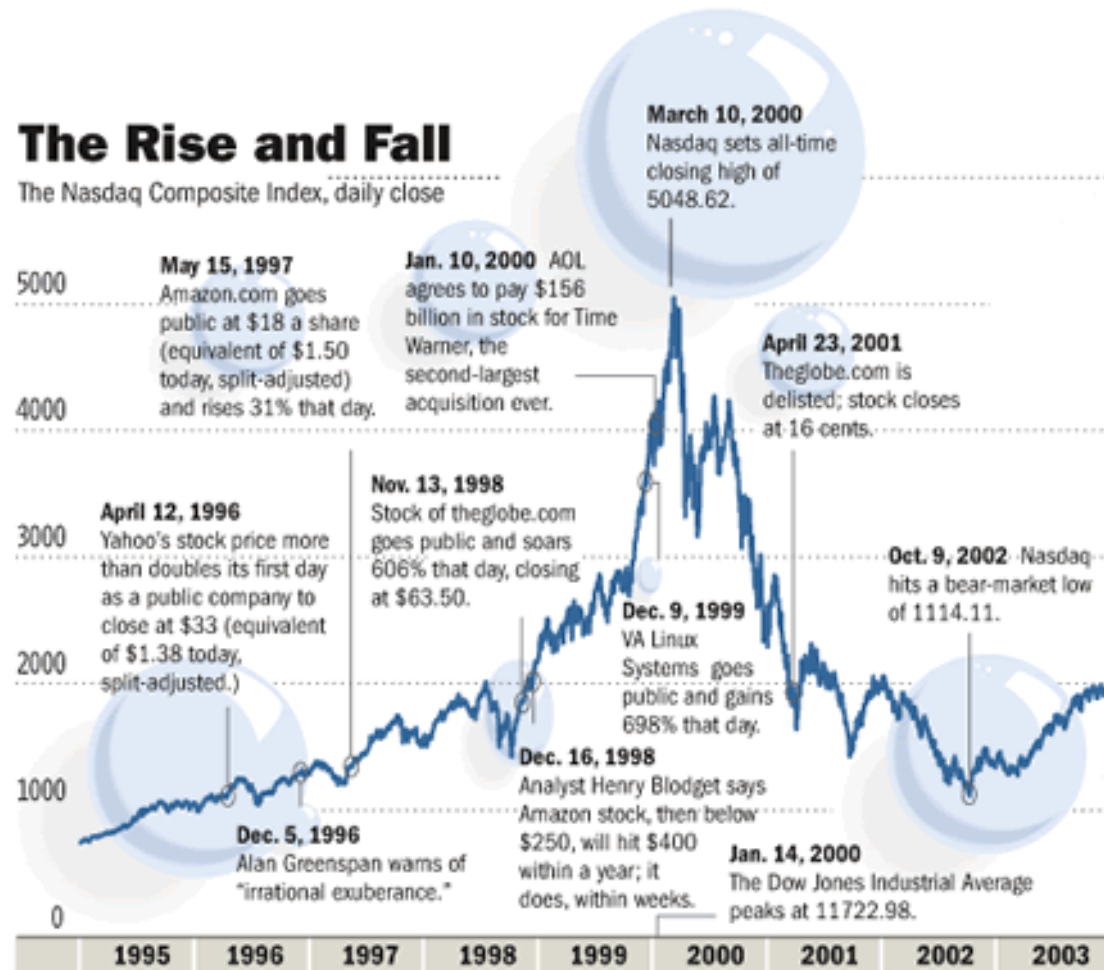 The Rise and Fall
The Nasdaq Composite Index, daily close
March 10, 2000
Nasdaq sets all-time
closing high of
5048.62.
May 15, 1997
Amazon.com goes
public at $18 a share
(equivalent of $1.50
today, split-adjusted)
and rises 31% that day.
Jan. 10, 2000 AOL
agrees to pay $156
billion in stock for Time
Warner, the
second-largest
acquisition ever.
April 23, 2001
Theglobe.com is
delisted; stock closes
at 16 cents.
April 12, 1996
Yahoo's stock price more
than doubles its first day
as a public company to
close at $33 (equivalent
of $1.38 today,
split-adjusted.)
Nov. 13, 1998
Stock of theglobe.com
goes public and soars
606% that day, closing
at $63.50.
Oct. 9, 2002 Nasdaq
hits a bear-market low
of 1114.11.
Dec. 9, 1999
VA Linux
Systems goes
public and gains
698% that day.
Dec. 16, 1998
Analyst Henry Blodget says
Amazon stock, then below
$250, will hit $400
within a year; it
does, within weeks.
Dec. 5, 1996
Alan Greenspan warns of
"irrational exuberance."
Jan. 14, 2000
The Dow Jones Industrial Average
peaks at 11722.98.
5000
4000
3000
2000
1000
0
1995 1996 1997 1998 1999 2000 2001 2002 2003